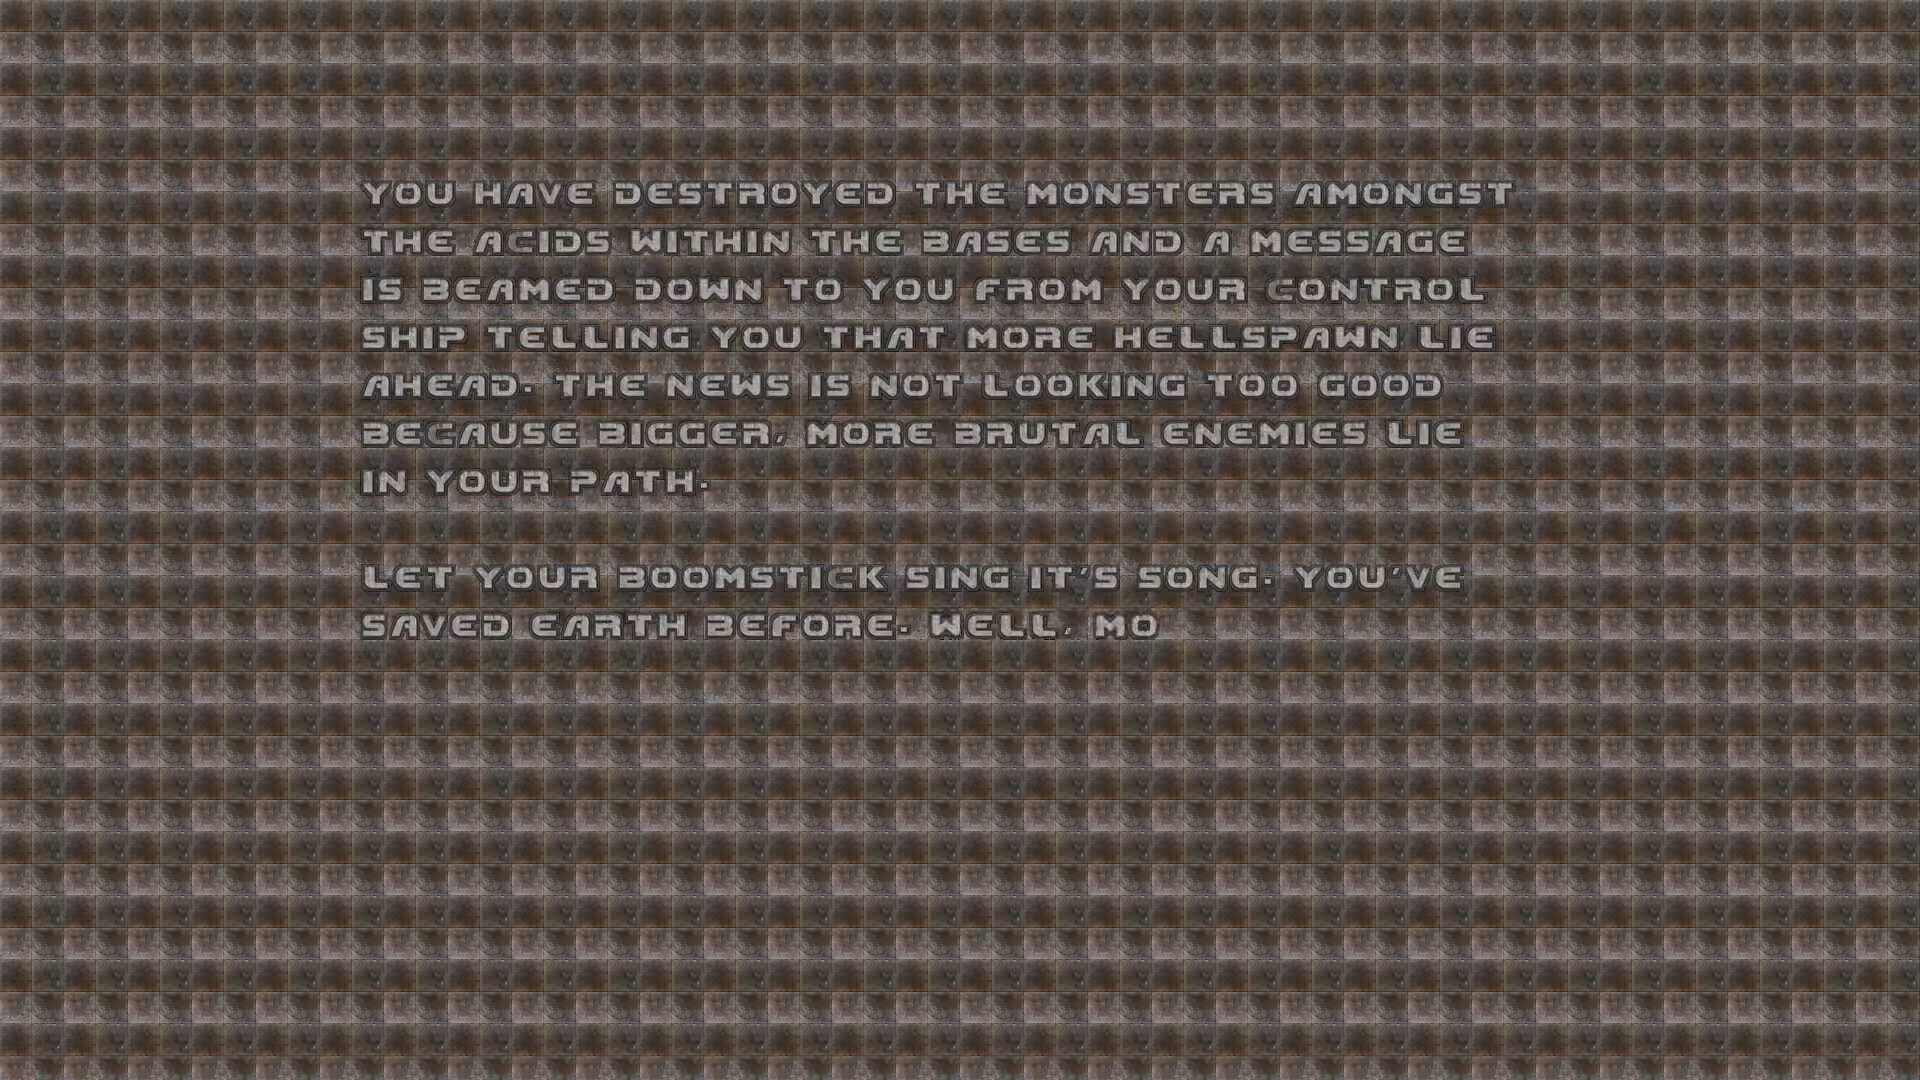 YOU HAVE DESTROYED THE MONSTERS AMONGST
THE ACIDS WITHIN THE BASES AND A MESSAGE
IS BEAMED DOWN TO YOU FROM YOUR CONTROL
SHIP TELLING YOU THAT MORE HELLSPAWN LIE
AHEAD. THE NEWS IS NOT LOOKING TOO GOOD
BECAUSE BIGGER, MORE BRUTAL ENEMIES LIE
IN YOUR PATH.
LET YOUR BOOMSTICK SING IT'S SONG. YOU'VE
SAVED EARTH BEFORE. WELL, MO